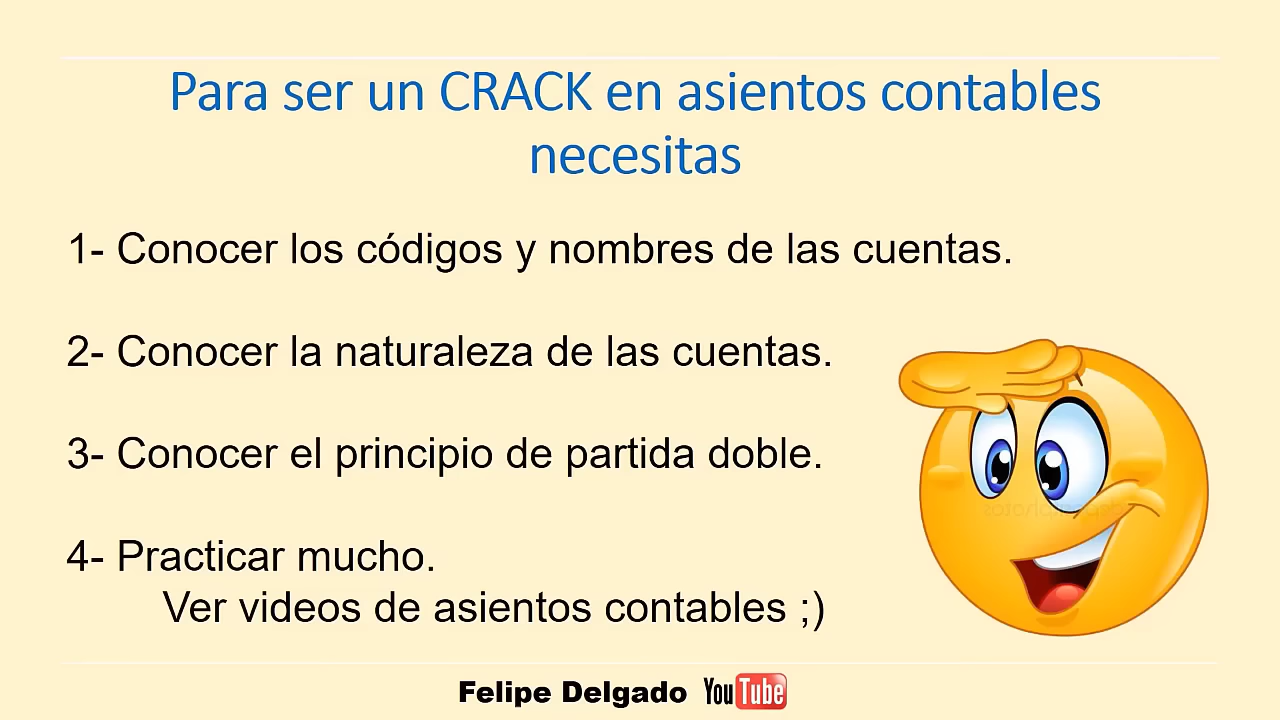 Para ser un CRACK en asientos contables
necesitas
1- Conocer los códigos y nombres de las cuentas.
2- Conocer la naturaleza de las cuentas.
3- Conocer el principio de partida doble.
4- Practicar mucho.
Ver videos de asientos contables ;)
Felipe Delgado YouTube